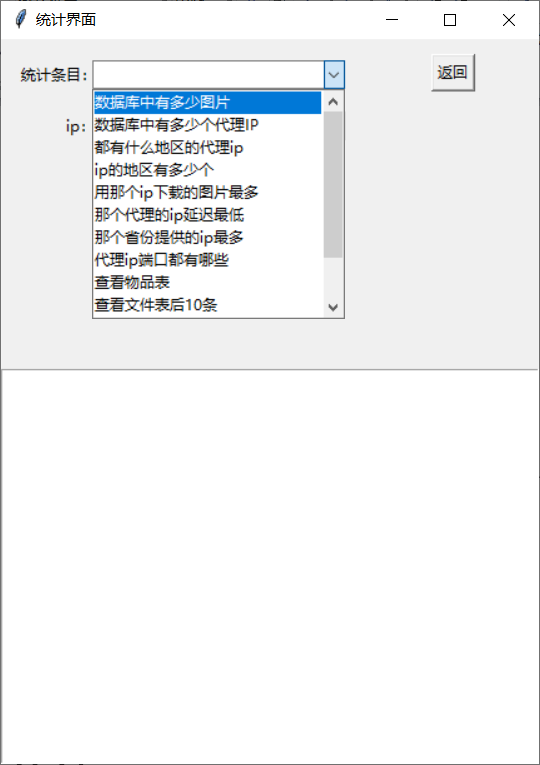 统计界面
统计条目:
返回
数据库中有多少图片
ip:
数据库中有多少个代理IP
都有什么地区的代理ip
ip的地区有多少个
用那个ip下载的图片最多
那个代理的ip延迟最低
那个省份提供的ip最多
代理ip端口都有哪些
查看物品表
查看文件表后10条